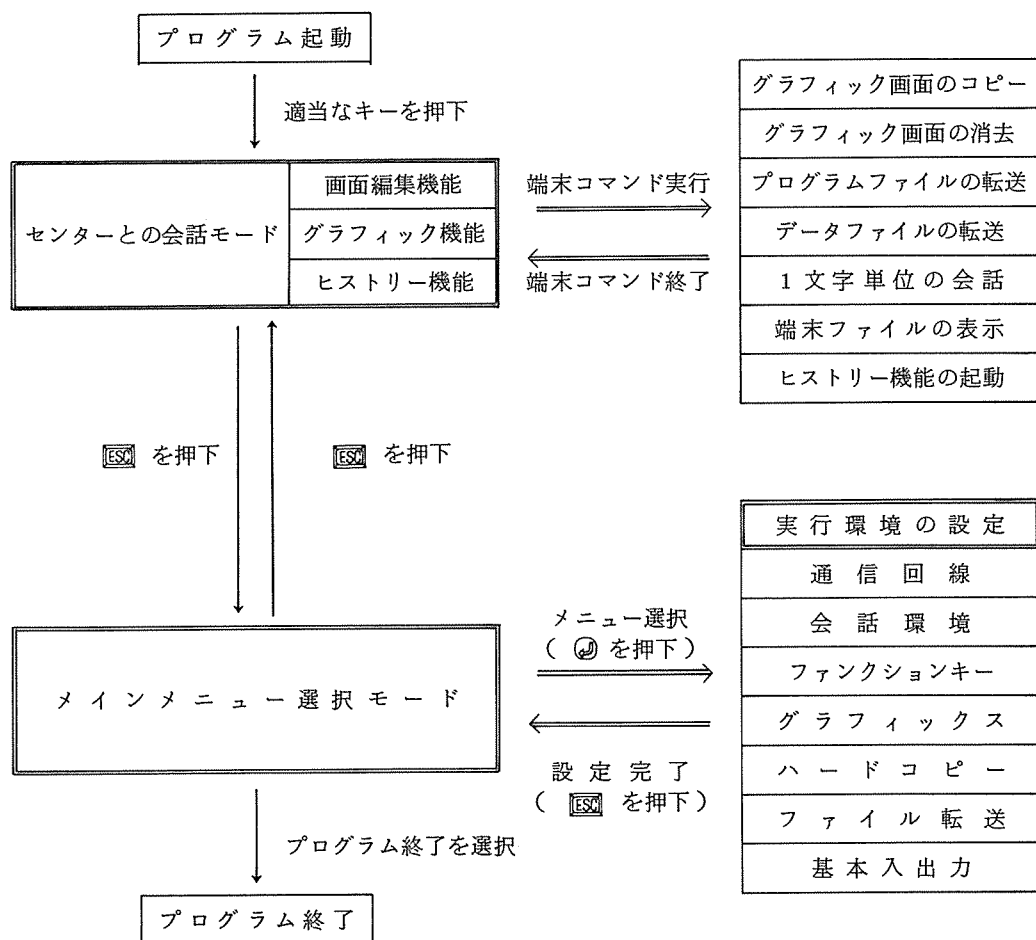 プログラム起動
適当なキーを押下
センターとの会話モード
画面編集機能
グラフィック機能
ヒストリー機能
端末コマンド実行
端末コマンド終了
グラフィック画面のコピー
グラフィック画面の消去
プログラムファイルの転送
データファイルの転送
1文字単位の会話
端末ファイルの表示
ヒストリー機能の起動
ESC を押下
ESC を押下
メインメニュー選択モード
メニュー選択
( を押下)
設定完了
( ESC を押下)
実行環境の設定
通信回線
会話環境
ファンクションキー
グラフィックス
ハードコピー
ファイル転送
基本入出力
プログラム終了を選択
プログラム終了